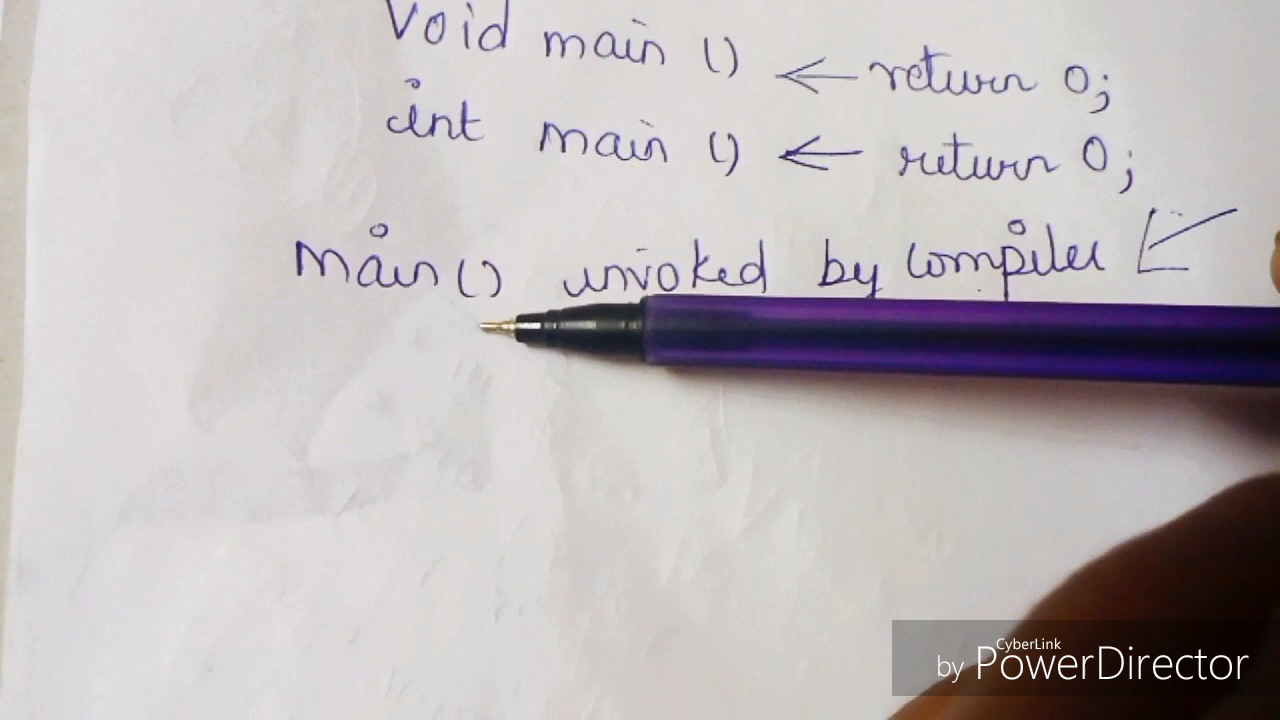 Void main () ← return 0;
int main () ← return 0;
main () invoked by compiler
CyberLink
by PowerDirector